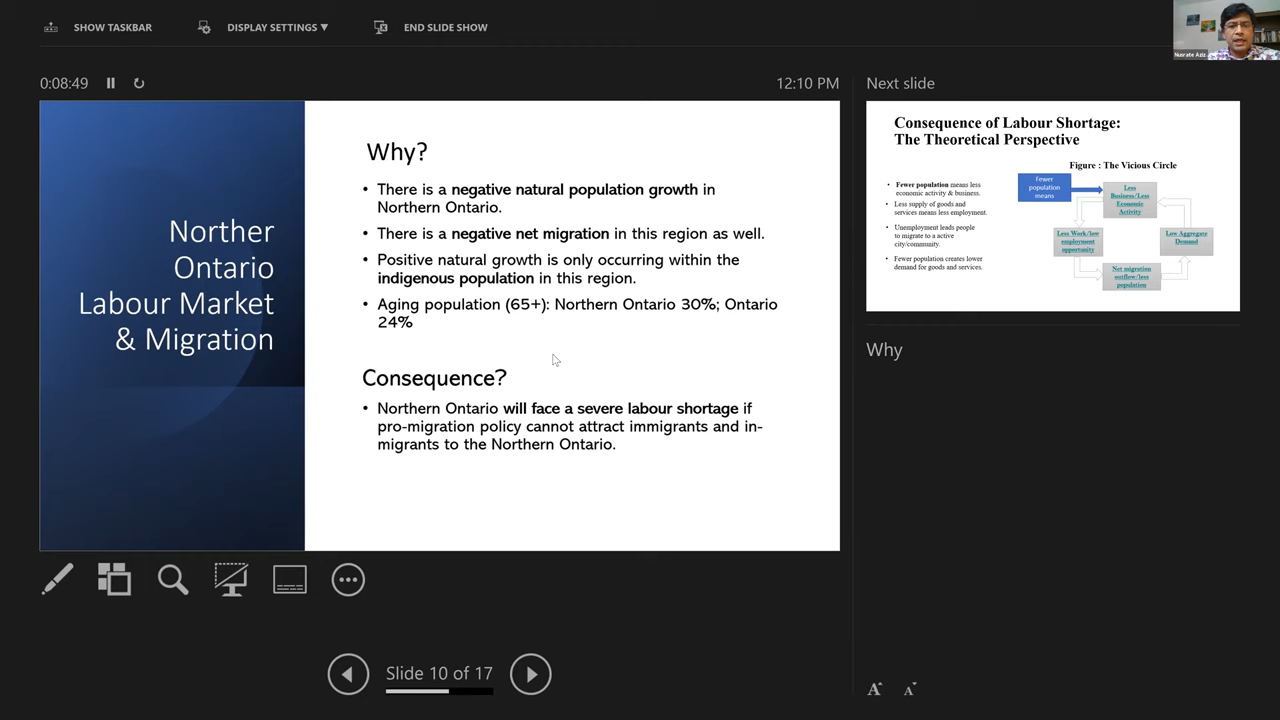 SHOW TASKBAR
DISPLAY SETTINGS ▼
END SLIDE SHOW
Nusrate Aziz
0:08:49
12:10 PM
Next slide
Norther
Ontario
Labour Market
& Migration
Why?
• There is a negative natural population growth in
Northern Ontario.
• There is a negative net migration in this region as well.
• Positive natural growth is only occurring within the
indigenous population in this region.
• Aging population (65+): Northern Ontario 30%; Ontario
24%
Consequence?
• Northern Ontario will face a severe labour shortage if
pro-migration policy cannot attract immigrants and in-
migrants to the Northern Ontario.
Consequence of Labour Shortage:
The Theoretical Perspective
Figure : The Vicious Circle
• Fewer population means less
economic activity & business.
• Less supply of goods and
services means less employment.
• Unemployment leads people
to migrate to a active
city/community.
• Fewer population creates lower
demand for goods and services.
fewer
population
means
Less
Business/Less
Economic
Activity
Less Work/low
employment
opportunity
Low Aggregate
Demand
Net migration
outflow/less
population
Why
Slide 10 of 17
A A